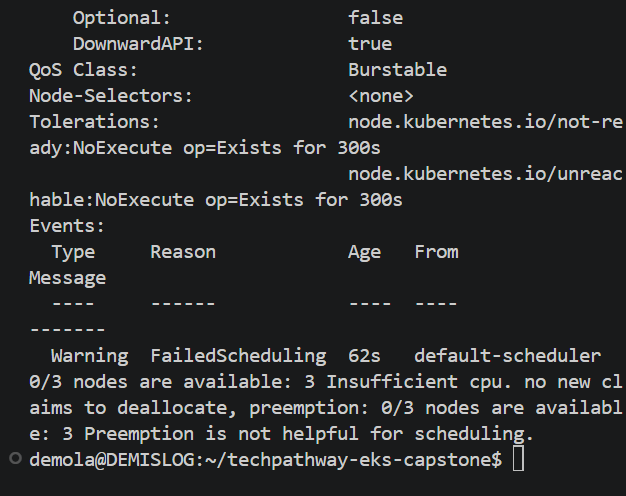 Optional: false
DownwardAPI: true
QoS Class: Burstable
Node-Selectors: <none>
Tolerations: node.kubernetes.io/not-re
ady:NoExecute op=Exists for 300s
node.kubernetes.io/unreac
hable:NoExecute op=Exists for 300s
Events:
Type Reason Age From
Message
---- ------ ---- ----
-------
Warning FailedScheduling 62s default-scheduler
0/3 nodes are available: 3 Insufficient cpu. no new cl
aims to deallocate, preemption: 0/3 nodes are availabl
e: 3 Preemption is not helpful for scheduling.
demola@DEMISLOG:~/techpathway-eks-capstone$